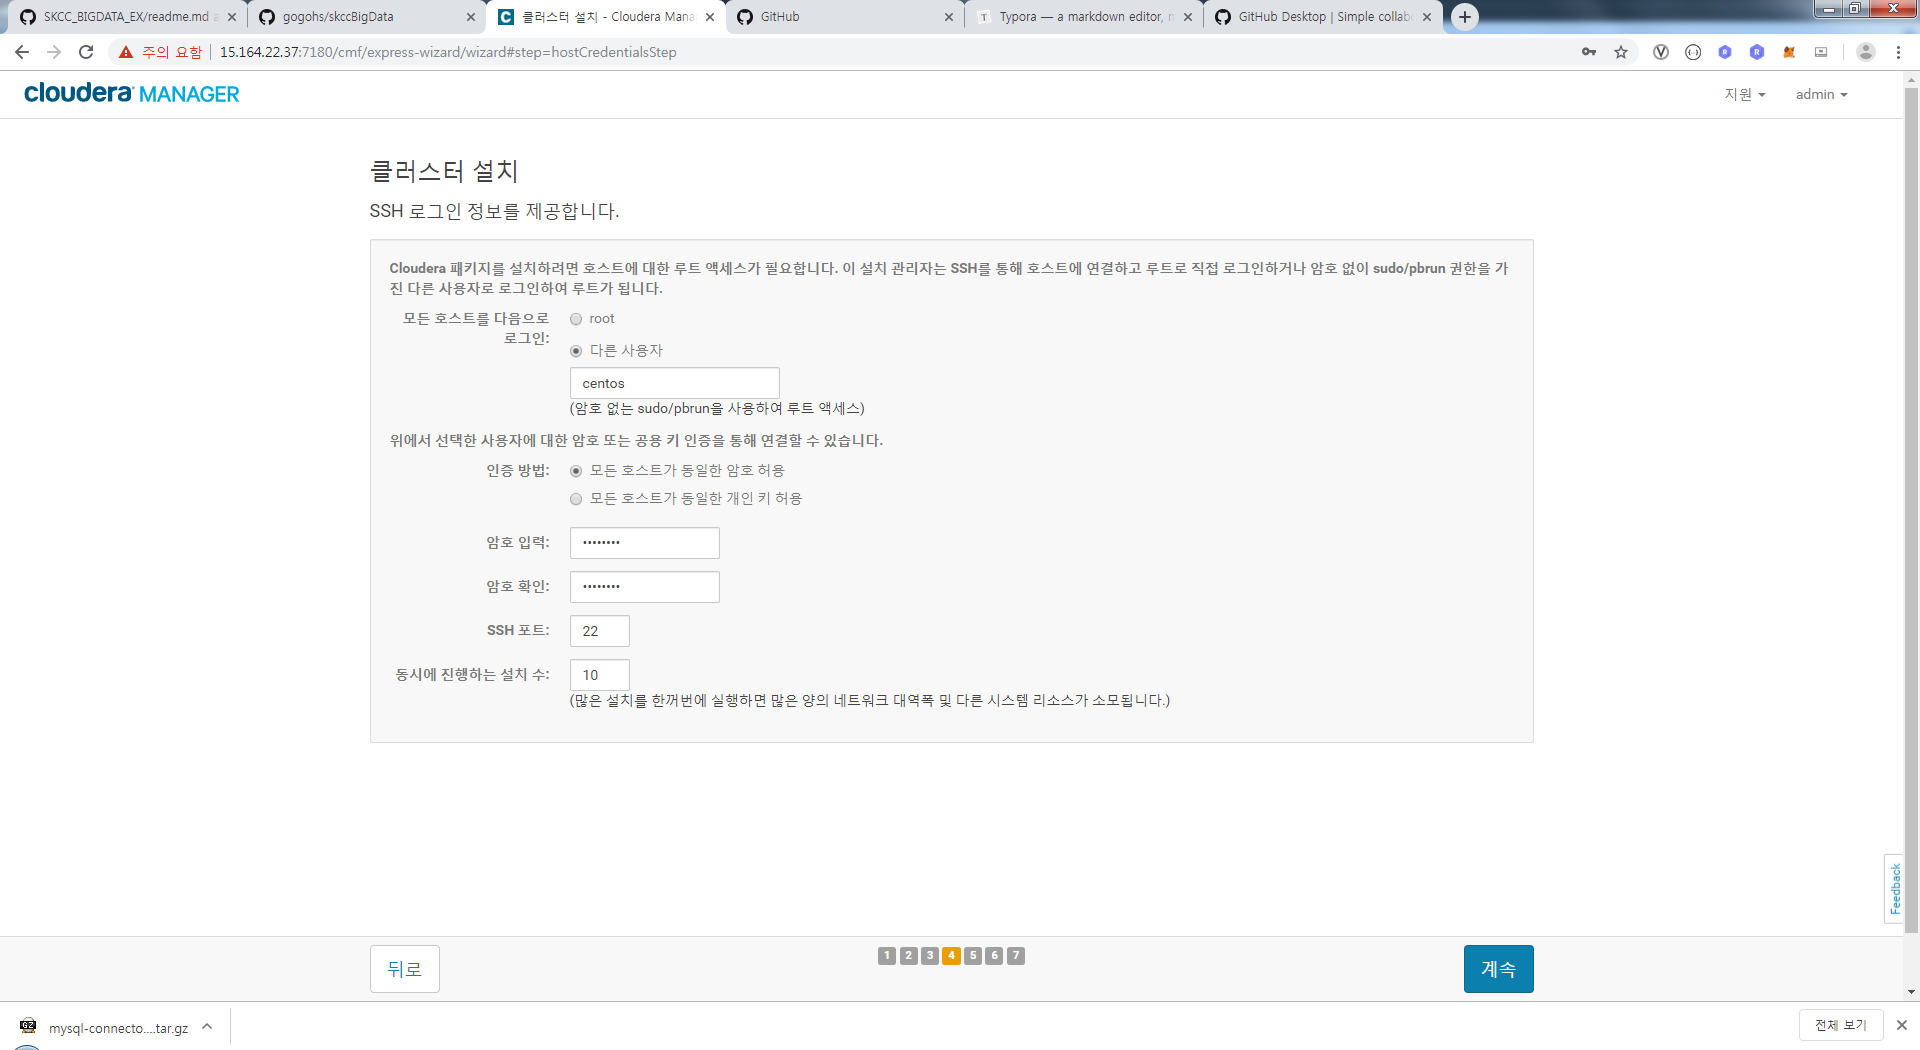 SKCC_BIGDATA_EX/readme.md a
gogohs/skccBigData
클러스터 설치 - Cloudera Mana
GitHub
Typora — a markdown editor, m
GitHub Desktop | Simple collabo
주의 요함
15.164.22.37:7180/cmf/express-wizard/wizard#step=hostCredentialsStep
cloudera MANAGER
지원
admin
클러스터 설치
SSH 로그인 정보를 제공합니다.
Cloudera 패키지를 설치하려면 호스트에 대한 루트 액세스가 필요합니다. 이 설치 관리자는 SSH를 통해 호스트에 연결하고 루트로 직접 로그인하거나 암호 없이 sudo/pbrun 권한을 가
진 다른 사용자로 로그인하여 루트가 됩니다.
모든 호스트를 다음으로
로그인:
root
다른 사용자
centos
(암호 없는 sudo/pbrun을 사용하여 루트 액세스)
위에서 선택한 사용자에 대한 암호 또는 공용 키 인증을 통해 연결할 수 있습니다.
인증 방법:
모든 호스트가 동일한 암호 허용
모든 호스트가 동일한 개인 키 허용
암호 입력:
••••••••
암호 확인:
••••••••
SSH 포트:
22
동시에 진행하는 설치 수:
10
(많은 설치를 한꺼번에 실행하면 많은 양의 네트워크 대역폭 및 다른 시스템 리소스가 소모됩니다.)
Feedback
뒤로
1 2 3 4 5 6 7
계속
mysql-connecto....tar.gz
전체 보기